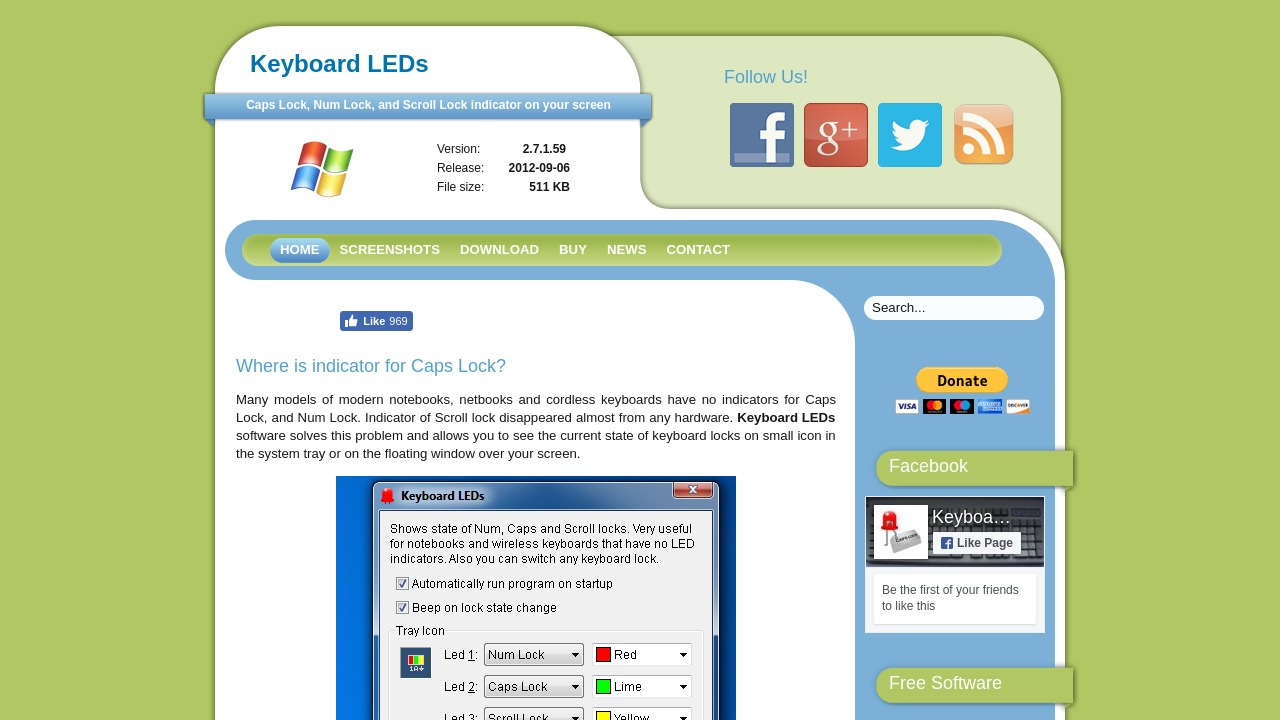 Keyboard LEDs
Caps Lock, Num Lock, and Scroll Lock indicator on your screen
Version: 2.7.1.59
Release: 2012-09-06
File size: 511 KB
Follow Us!
HOME SCREENSHOTS DOWNLOAD BUY NEWS CONTACT
Like 969
Where is indicator for Caps Lock?
Many models of modern notebooks, netbooks and cordless keyboards have no indicators for Caps
Lock, and Num Lock. Indicator of Scroll lock disappeared almost from any hardware. Keyboard LEDs
software solves this problem and allows you to see the current state of keyboard locks on small icon in
the system tray or on the floating window over your screen.
Keyboard LEDs
Shows state of Num, Caps and Scroll locks. Very useful
for notebooks and wireless keyboards that have no LED
indicators. Also you can switch any keyboard lock.
Automatically run program on startup
Beep on lock state change
Tray Icon
Led 1: Num Lock Red
Led 2: Caps Lock Lime
Led 3: Scroll Lock Yellow
Search...
Donate
VISA
DISCOVER
Facebook
Keyboa…
Like Page
Be the first of your friends
to like this
Free Software